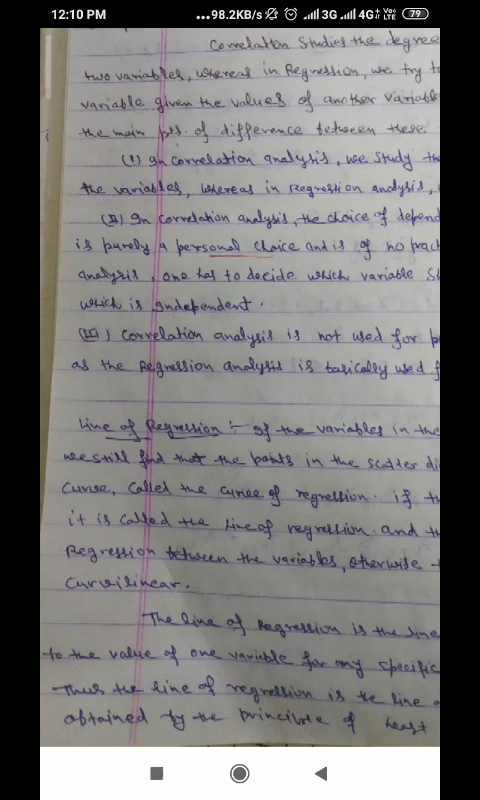 12:10 PM ...98.2KB/s 3G 4G+ Vo LTE 79
Correlation Studies the degree
two variables, whereas in Regression, we try t
variable given the values of another variable
the main pts. of difference between these
(I) In correlation analysis, we study th
the variables, whereas in regression analysis,
(II) In correlation analysis, the choice of depend
is purely a personal choice and is of no pract
analysis, one has to decide which variable S
which is independent.
(III) Correlation analysis is not used for p
as the Regression analysis is basically used f
Line of Regression :- If the variables in the
we still find that the points in the scatter di
Curve, called the curve of regression. if th
it is called the line of regression. and th
Regression between the variables, otherwise
Curvilinear.
The line of Regression is the line
to the value of one variable for any specific
Thus the line of regression is the line
obtained by the principle of least